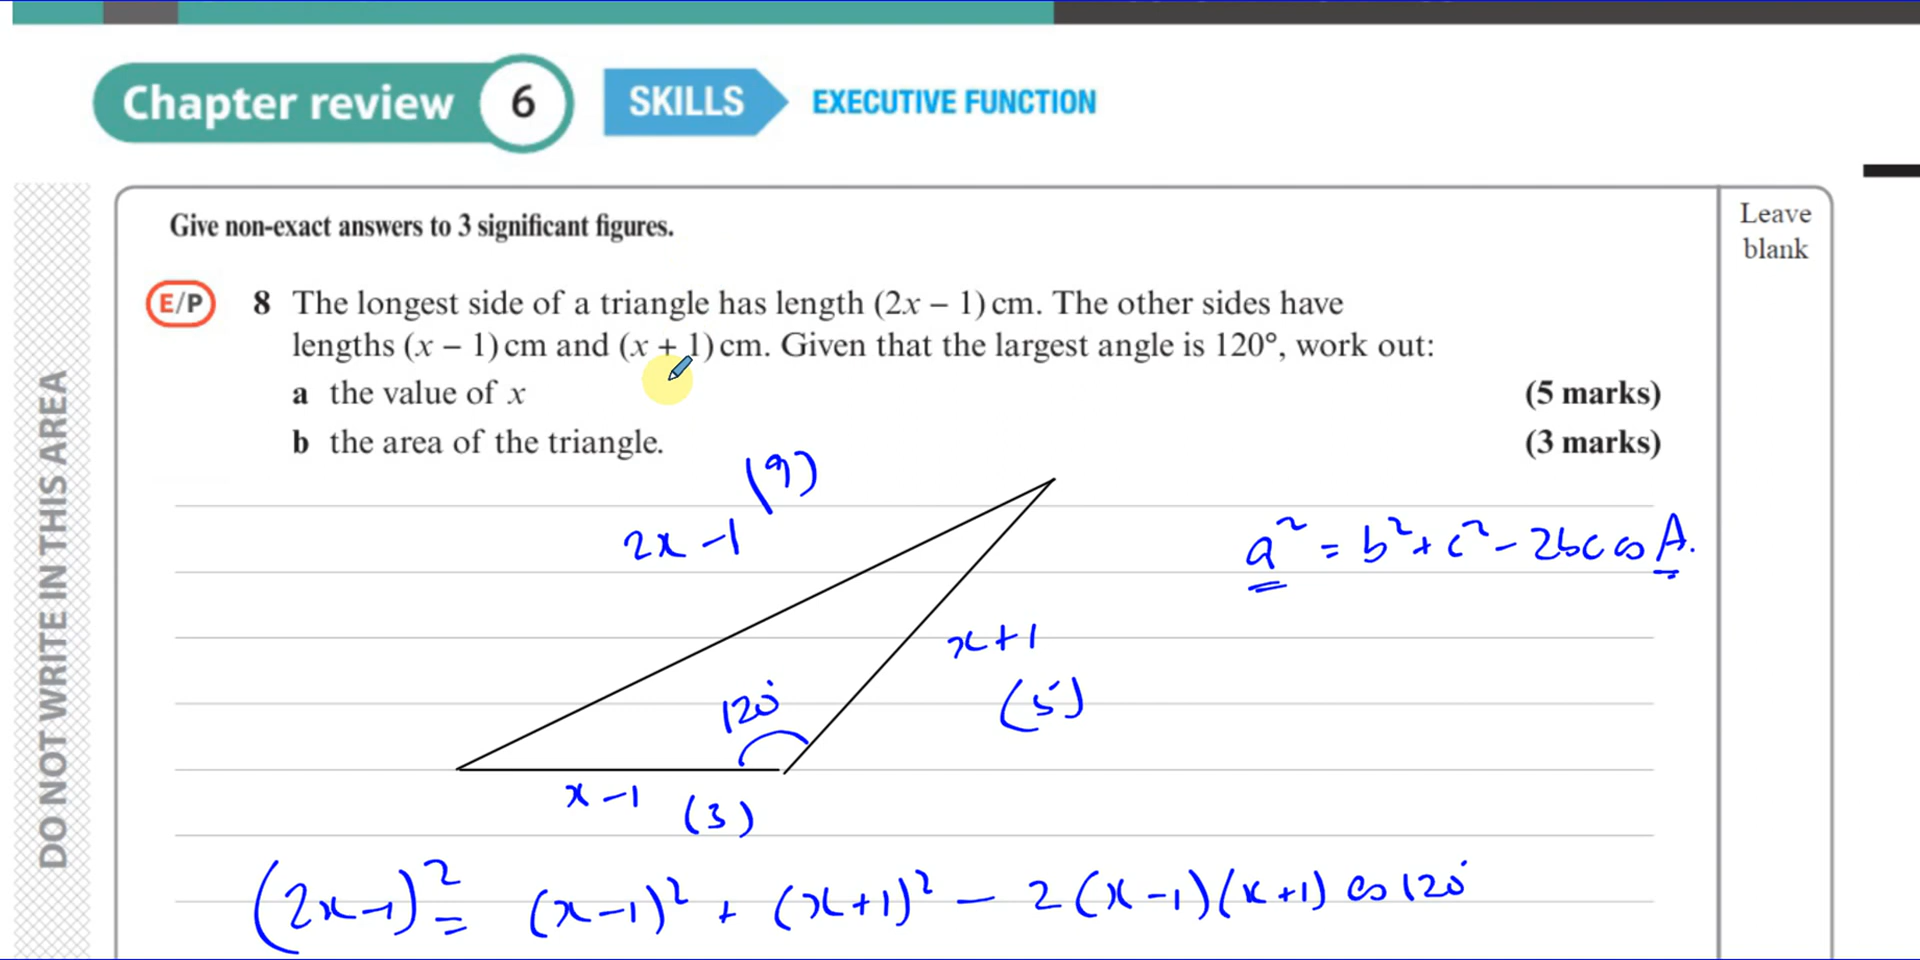 Chapter review 6 SKILLS EXECUTIVE FUNCTION
Leave
blank
Give non-exact answers to 3 significant figures.
E/P 8 The longest side of a triangle has length (2x − 1) cm. The other sides have
lengths (x − 1) cm and (x + 1) cm. Given that the largest angle is 120°, work out:
a the value of x (5 marks)
b the area of the triangle. (3 marks)
2x −1
a² = b² + c² − 2bc cos A.
x+1
(5)
120°
x −1 (3)
(2x −1)² = (x −1)² + (x+1)² − 2(x −1)(x+1) cos 120°
DO NOT WRITE IN THIS AREA